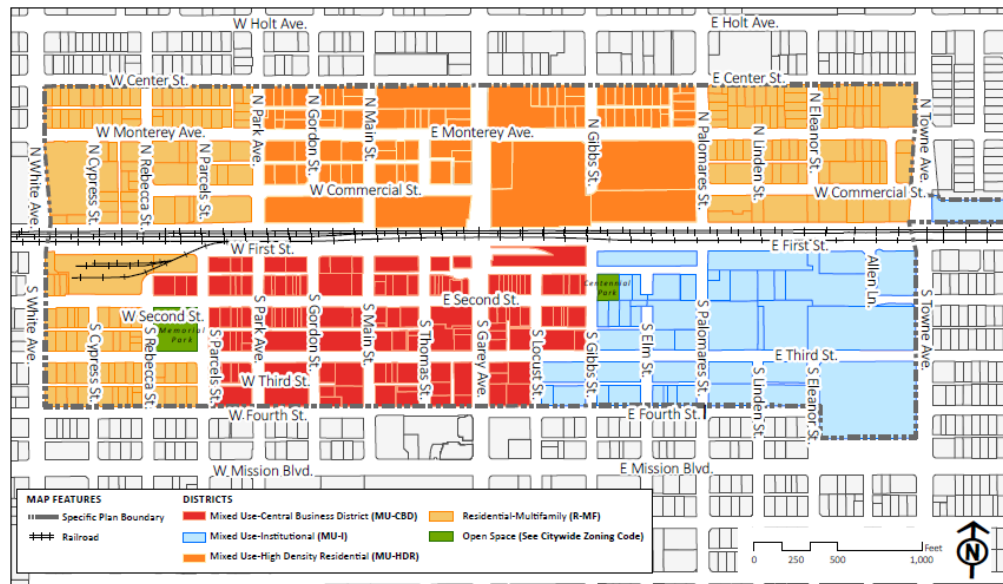 W Holt Ave.
E Holt Ave.
W Center St.
E Center St.
N Park Ave.
N Gordon St.
N Main St.
W Monterey Ave.
E Monterey Ave.
N White Ave.
N Cypress St.
N Rebecca St.
N Parcels St.
N Gibbs St.
N Palomares St.
N Linden St.
N Eleanor St.
N Towne Ave.
W Commercial St.
W Commercial St.
W First St.
E First St.
S White Ave.
S Cypress St.
S Rebecca St.
W Second St.
Memorial
Park
S Parcels St.
S Park Ave.
S Gordon St.
S Main St.
E Second St.
S Thomas St.
S Garey Ave.
S Locust St.
Centennial
Park
S Gibbs St.
S Elm St.
S Palomares St.
Allen Ln.
S Towne Ave.
W Third St.
E Third St.
S Linden St.
S Eleanor St.
W Fourth St.
E Fourth St.
W Mission Blvd.
E Mission Blvd.
MAP FEATURES
Specific Plan Boundary
Railroad
DISTRICTS
Mixed Use-Central Business District (MU-CBD)
Mixed Use-Institutional (MU-I)
Mixed Use-High Density Residential (MU-HDR)
Residential-Multifamily (R-MF)
Open Space (See Citywide Zoning Code)
0 250 500 1,000
Feet
N